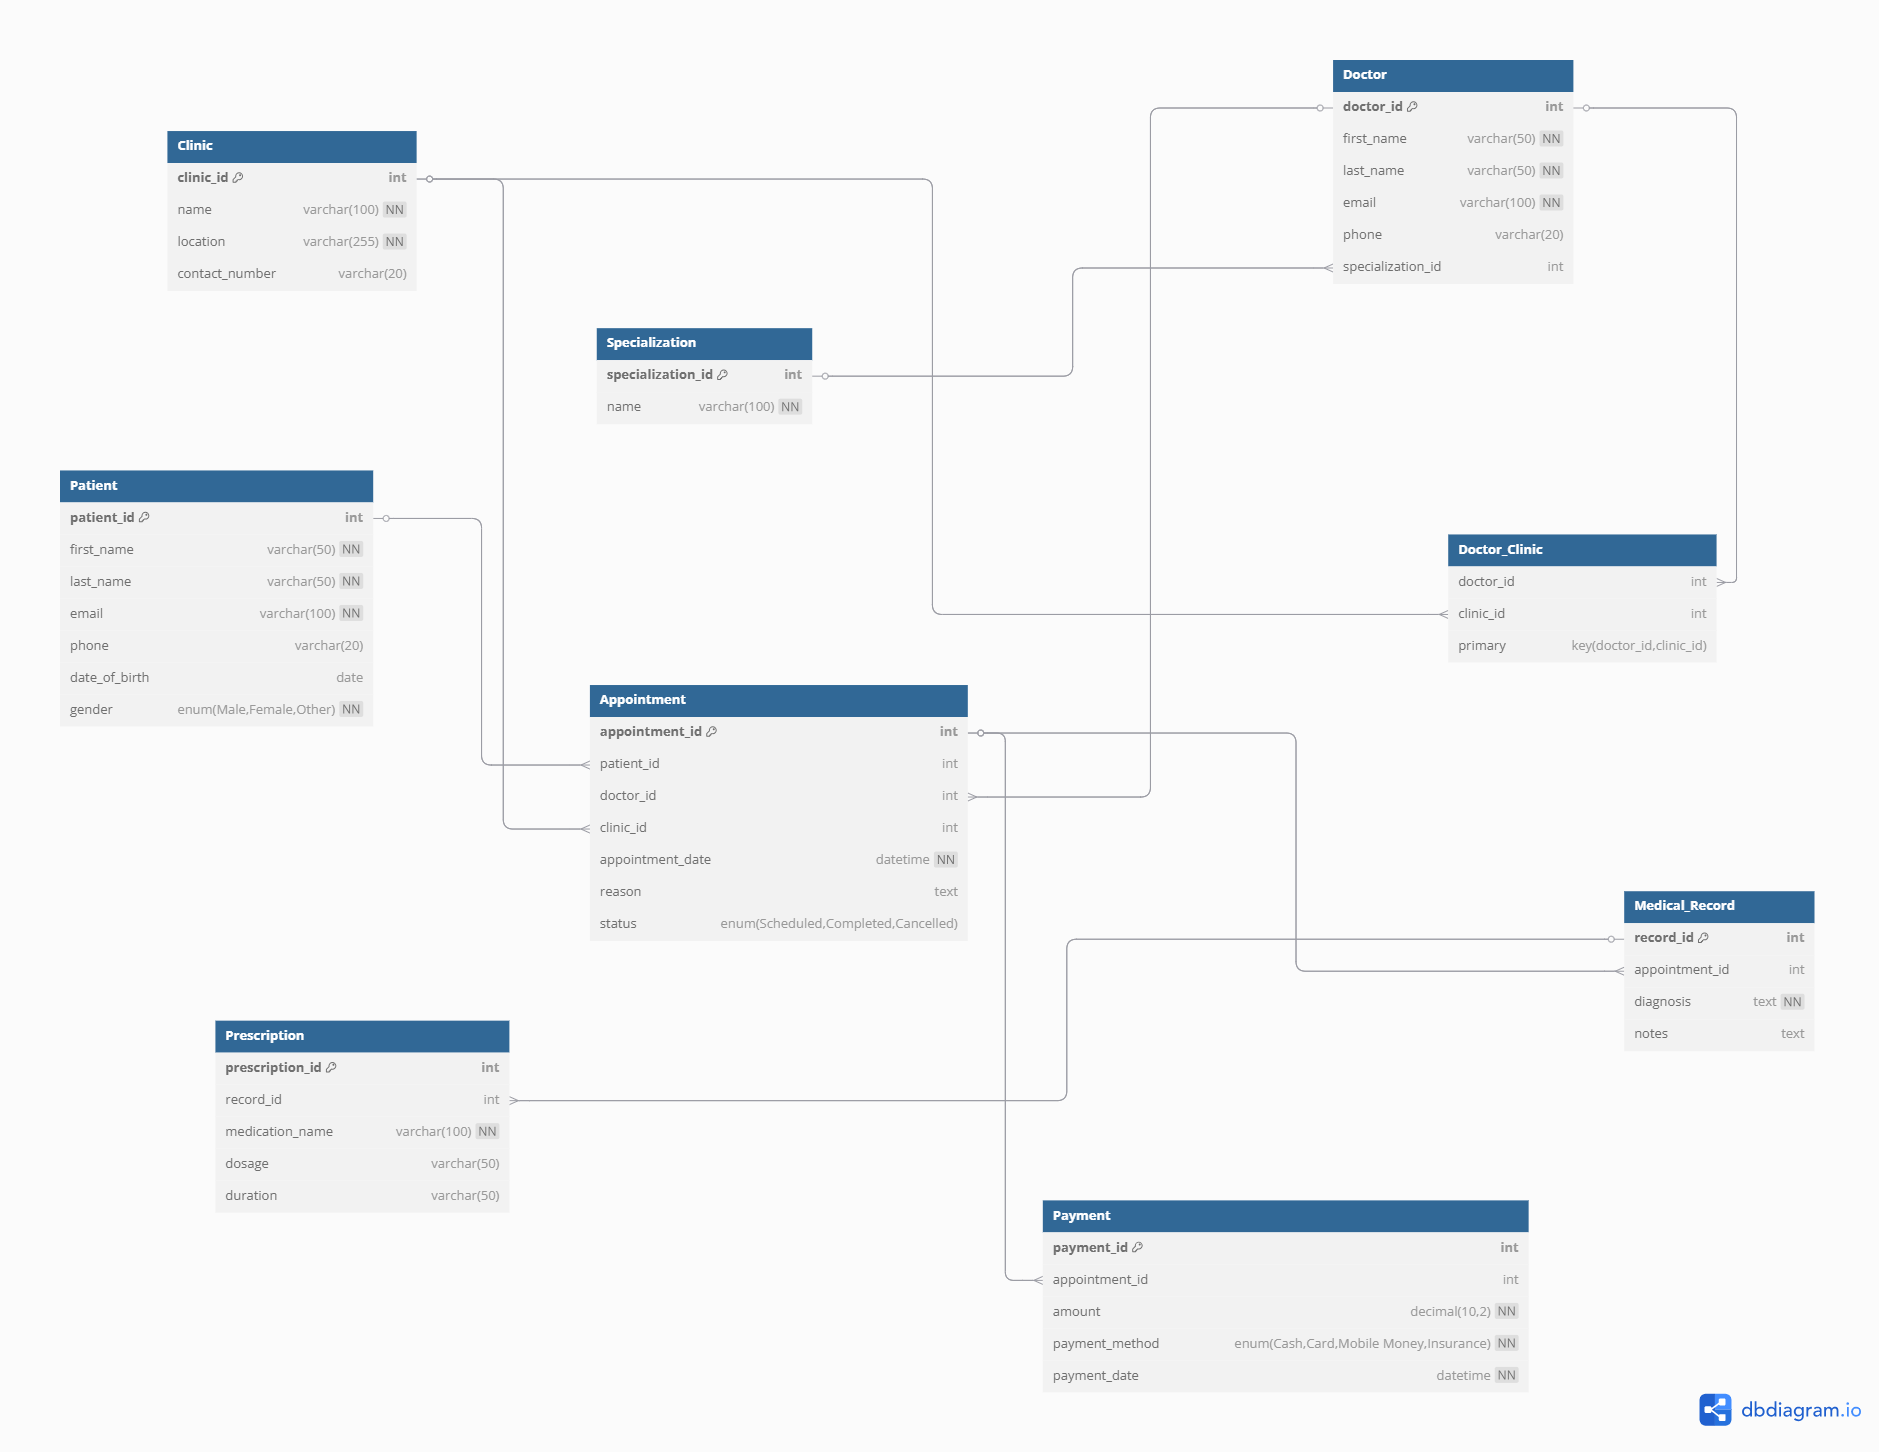 Doctor
doctor_id int
first_name varchar(50) NN
last_name varchar(50) NN
email varchar(100) NN
phone varchar(20)
specialization_id int
Clinic
clinic_id int
name varchar(100) NN
location varchar(255) NN
contact_number varchar(20)
Specialization
specialization_id int
name varchar(100) NN
Patient
patient_id int
first_name varchar(50) NN
last_name varchar(50) NN
email varchar(100) NN
phone varchar(20)
date_of_birth date
gender enum(Male,Female,Other) NN
Doctor_Clinic
doctor_id int
clinic_id int
primary key(doctor_id,clinic_id)
Appointment
appointment_id int
patient_id int
doctor_id int
clinic_id int
appointment_date datetime NN
reason text
status enum(Scheduled,Completed,Cancelled)
Medical_Record
record_id int
appointment_id int
diagnosis text NN
notes text
Prescription
prescription_id int
record_id int
medication_name varchar(100) NN
dosage varchar(50)
duration varchar(50)
Payment
payment_id int
appointment_id int
amount decimal(10,2) NN
payment_method enum(Cash,Card,Mobile Money,Insurance) NN
payment_date datetime NN
dbdiagram.io